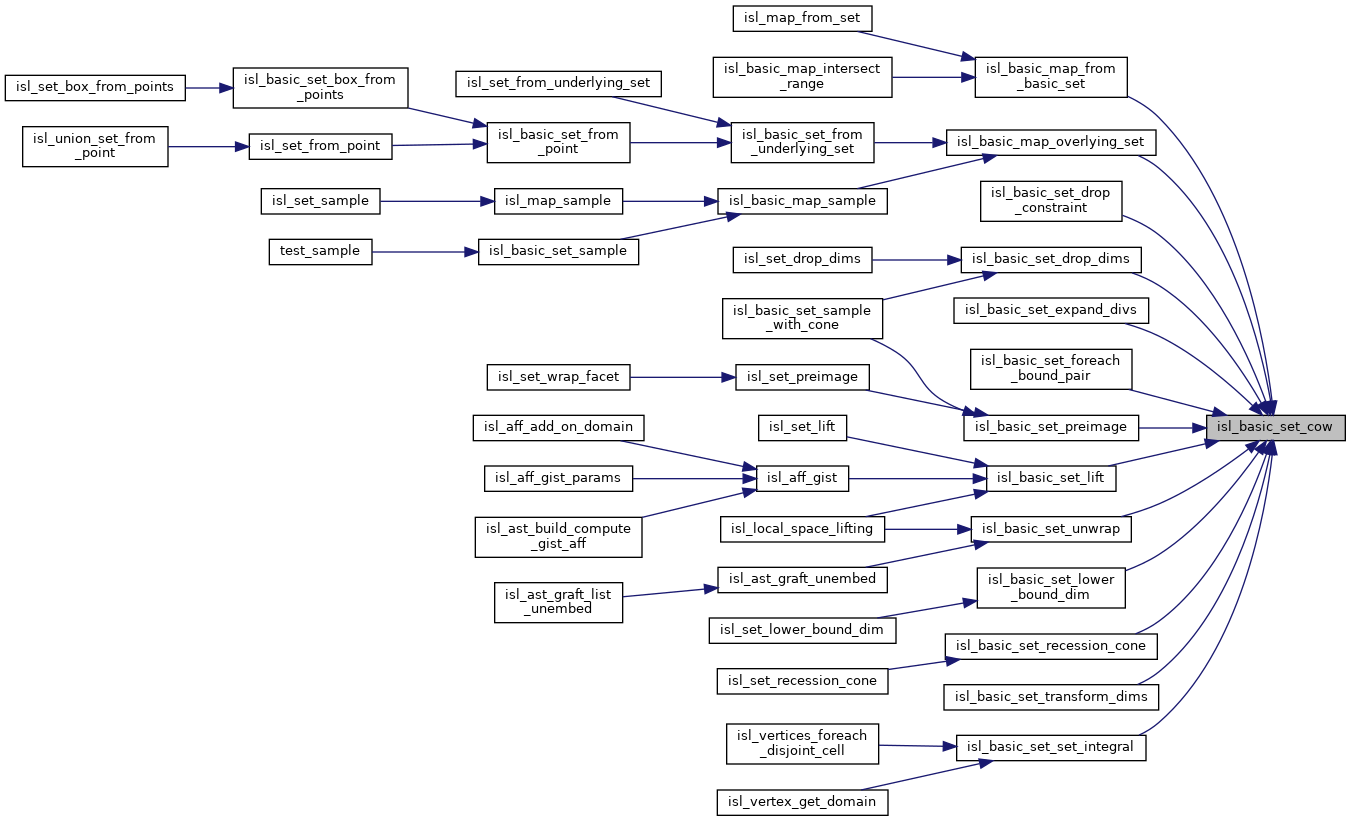 isl_map_from_set
isl_basic_map_intersect
_range
isl_basic_map_from
_basic_set
isl_set_box_from_points
isl_basic_set_box_from
_points
isl_set_from_underlying_set
isl_union_set_from
_point
isl_set_from_point
isl_basic_set_from
_point
isl_basic_set_from
_underlying_set
isl_basic_map_overlying_set
isl_set_sample
isl_map_sample
isl_basic_map_sample
isl_basic_set_drop
_constraint
test_sample
isl_basic_set_sample
isl_set_drop_dims
isl_basic_set_drop_dims
isl_basic_set_sample
_with_cone
isl_basic_set_expand_divs
isl_basic_set_foreach
_bound_pair
isl_set_wrap_facet
isl_set_preimage
isl_aff_add_on_domain
isl_set_lift
isl_basic_set_preimage
isl_basic_set_cow
isl_aff_gist_params
isl_aff_gist
isl_basic_set_lift
isl_ast_build_compute
_gist_aff
isl_local_space_lifting
isl_basic_set_unwrap
isl_ast_graft_list
_unembed
isl_ast_graft_unembed
isl_basic_set_lower
_bound_dim
isl_set_lower_bound_dim
isl_basic_set_recession_cone
isl_set_recession_cone
isl_basic_set_transform_dims
isl_vertices_foreach
_disjoint_cell
isl_basic_set_set_integral
isl_vertex_get_domain